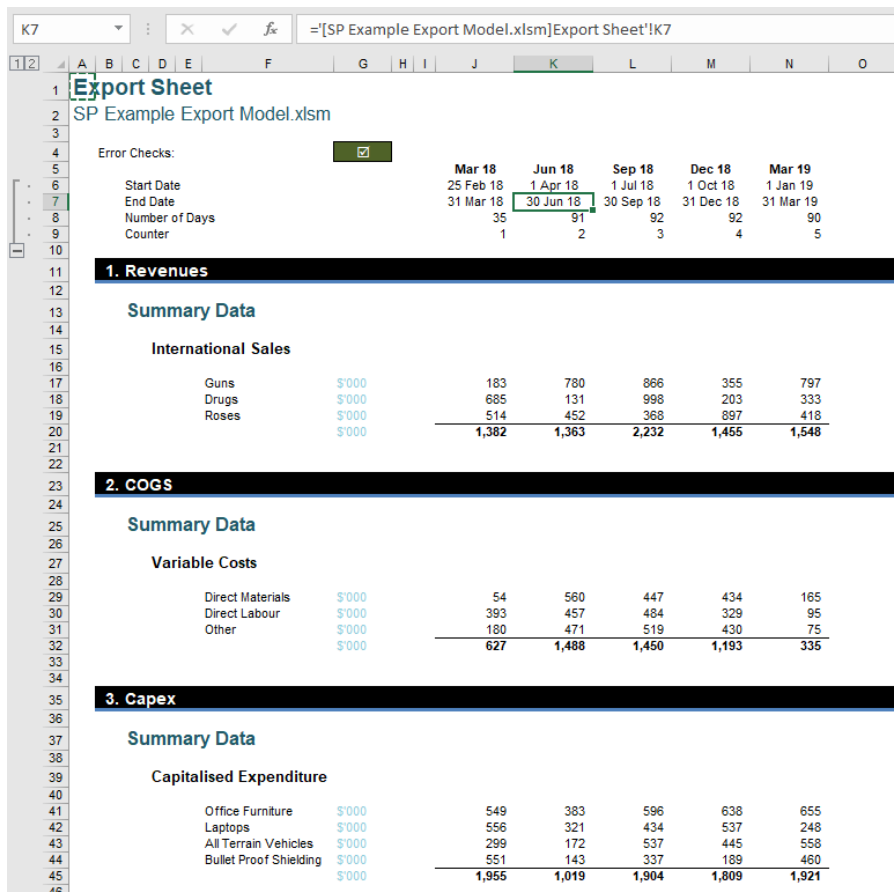 K7 fx ='[SP Example Export Model.xlsm]Export Sheet'!K7
1 2 A B C D E F G H I J K L M N O
1 Export Sheet
2 SP Example Export Model.xlsm
3
4 Error Checks:
5 Mar 18 Jun 18 Sep 18 Dec 18 Mar 19
6 Start Date 25 Feb 18 1 Apr 18 1 Jul 18 1 Oct 18 1 Jan 19
7 End Date 31 Mar 18 30 Jun 18 30 Sep 18 31 Dec 18 31 Mar 19
8 Number of Days 35 91 92 92 90
9 Counter 1 2 3 4 5
10
11 1. Revenues
12
13 Summary Data
14
15 International Sales
16
17 Guns $'000 183 780 866 355 797
18 Drugs $'000 685 131 998 203 333
19 Roses $'000 514 452 368 897 418
20 $'000 1,382 1,363 2,232 1,455 1,548
21
22
23 2. COGS
24
25 Summary Data
26
27 Variable Costs
28
29 Direct Materials $'000 54 560 447 434 165
30 Direct Labour $'000 393 457 484 329 95
31 Other $'000 180 471 519 430 75
32 $'000 627 1,488 1,450 1,193 335
33
34
35 3. Capex
36
37 Summary Data
38
39 Capitalised Expenditure
40
41 Office Furniture $'000 549 383 596 638 655
42 Laptops $'000 556 321 434 537 248
43 All Terrain Vehicles $'000 299 172 537 445 558
44 Bullet Proof Shielding $'000 551 143 337 189 460
45 $'000 1,955 1,019 1,904 1,809 1,921
46